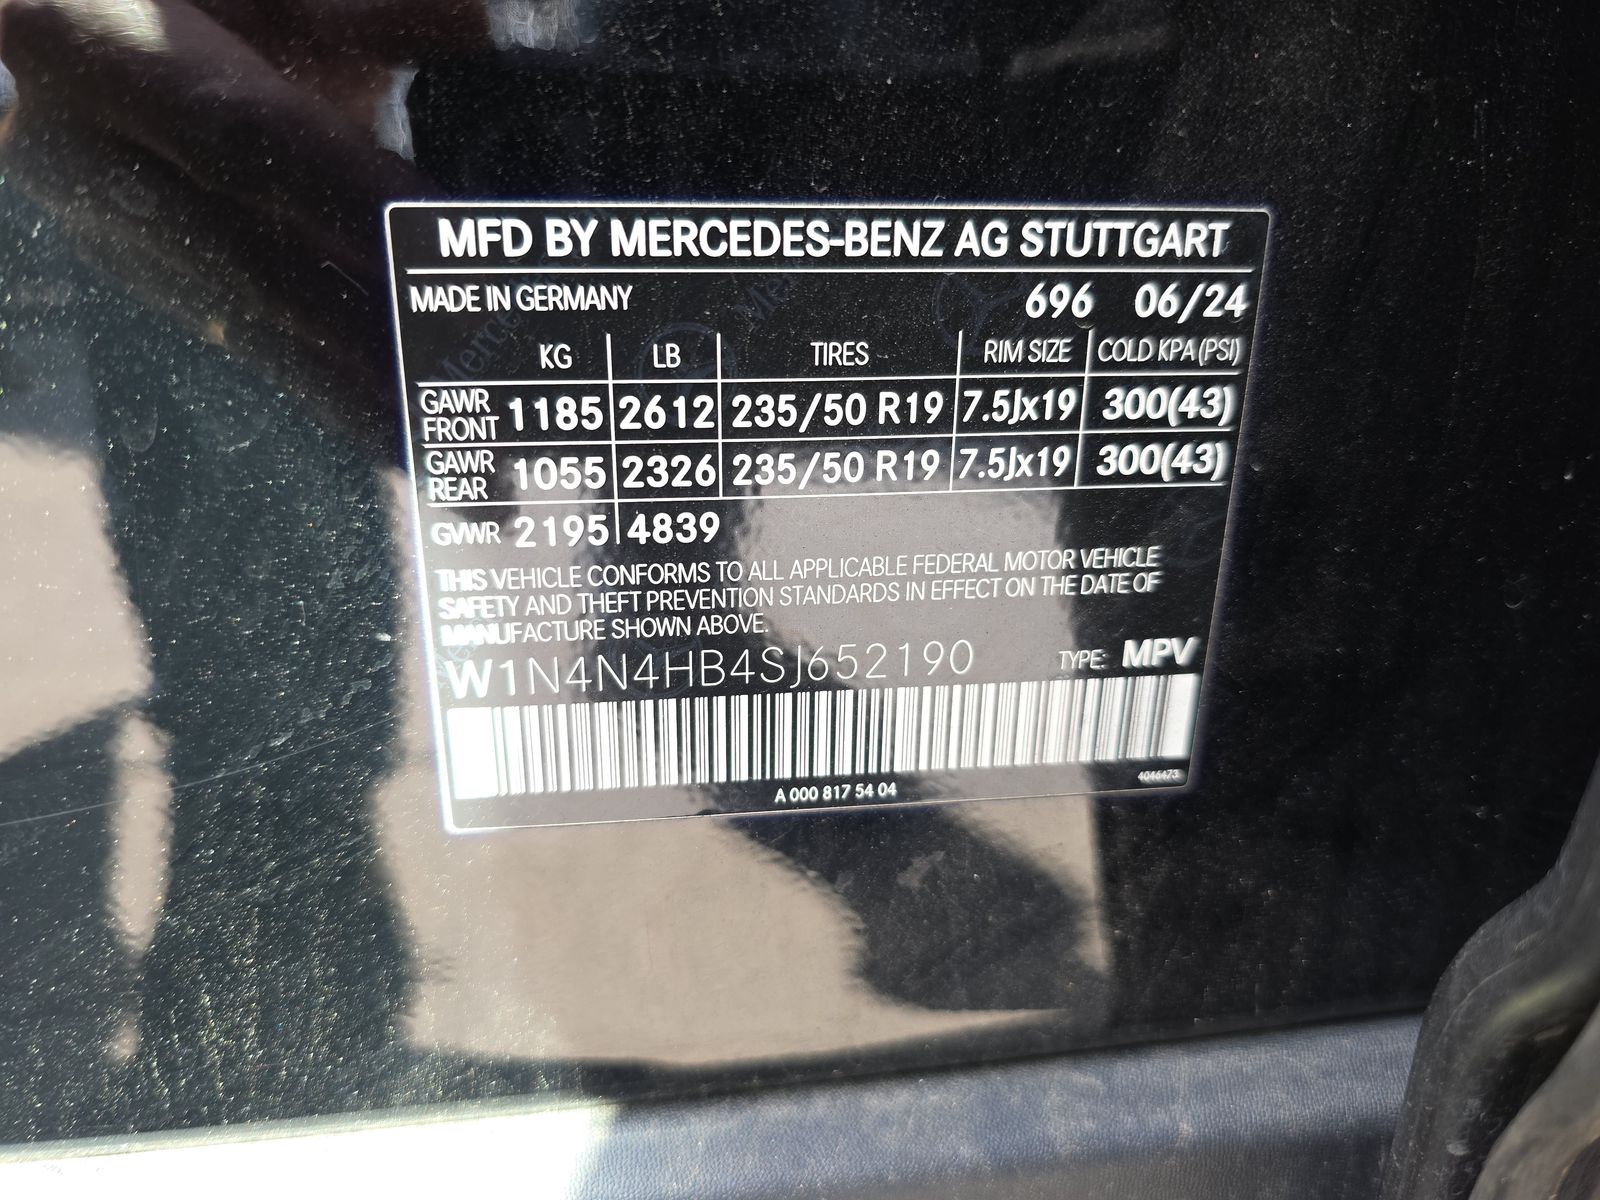 MFD BY MERCEDES-BENZ AG STUTTGART
MADE IN GERMANY 696 06/24
KG LB TIRES RIM SIZE COLD KPA (PSI)
GAWR FRONT 1185 2612 235/50 R19 7.5Jx19 300(43)
GAWR REAR 1055 2326 235/50 R19 7.5Jx19 300(43)
GVWR 2195 4839
THIS VEHICLE CONFORMS TO ALL APPLICABLE FEDERAL MOTOR VEHICLE
SAFETY AND THEFT PREVENTION STANDARDS IN EFFECT ON THE DATE OF
MANUFACTURE SHOWN ABOVE.
W1N4N4HB4SJ652190 TYPE: MPV
4046473
A 000 817 54 04